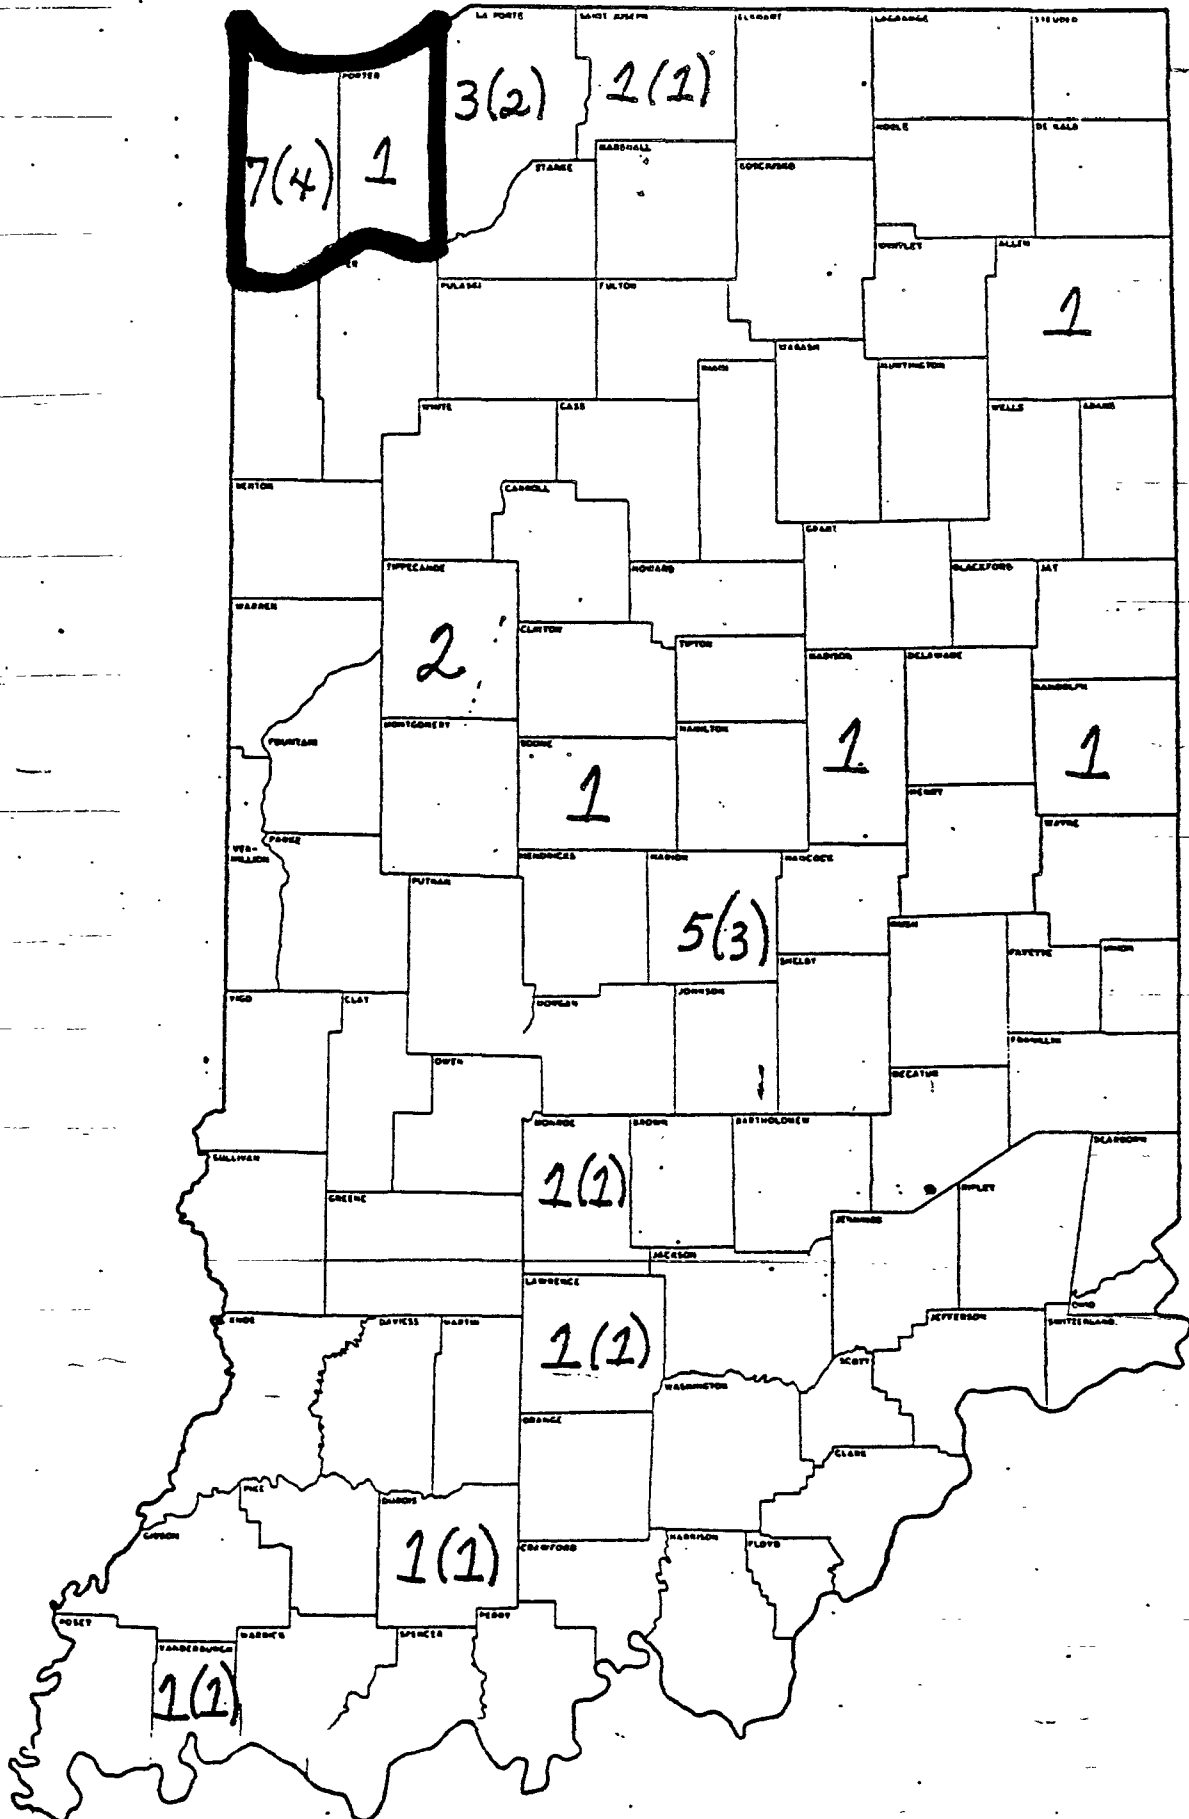 LA PORTE
SAINT JOSEPH
ELKHART
LAGRANGE
STEUBEN
PORTER
3(2)
1(1)
NOBLE
DE KALB
MARSHALL
STARKE
KOSCIUSKO
7(4)
1
WHITLEY
ALLEN
PULASKI
FULTON
1
WABASH
MIAMI
HUNTINGTON
WHITE
CASS
WELLS
ADAMS
BENTON
CARROLL
GRANT
TIPPECANOE
HOWARD
BLACKFORD
JAY
WARREN
CLINTON
TIPTON
2
MADISON
DELAWARE
RANDOLPH
MONTGOMERY
FOUNTAIN
BOONE
HAMILTON
1
1
1
HENRY
WAYNE
PARKE
VER-
MILLION
HENDRICKS
MARION
HANCOCK
PUTNAM
5(3)
RUSH
FAYETTE
UNION
SHELBY
VIGO
CLAY
MORGAN
JOHNSON
FRANKLIN
OWEN
DECATUR
MONROE
BROWN
BARTHOLOMEW
DEARBORN
SULLIVAN
1(1)
GREENE
RIPLEY
JENNINGS
JACKSON
LAWRENCE
OHIO
KNOX
DAVIESS
MARTIN
JEFFERSON
SWITZERLAND
1(1)
SCOTT
WASHINGTON
ORANGE
CLARK
PIKE
DUBOIS
GIBSON
HARRISON
FLOYD
CRAWFORD
1(1)
POSEY
PERRY
WARRICK
SPENCER
VANDERBURGH
1(1)